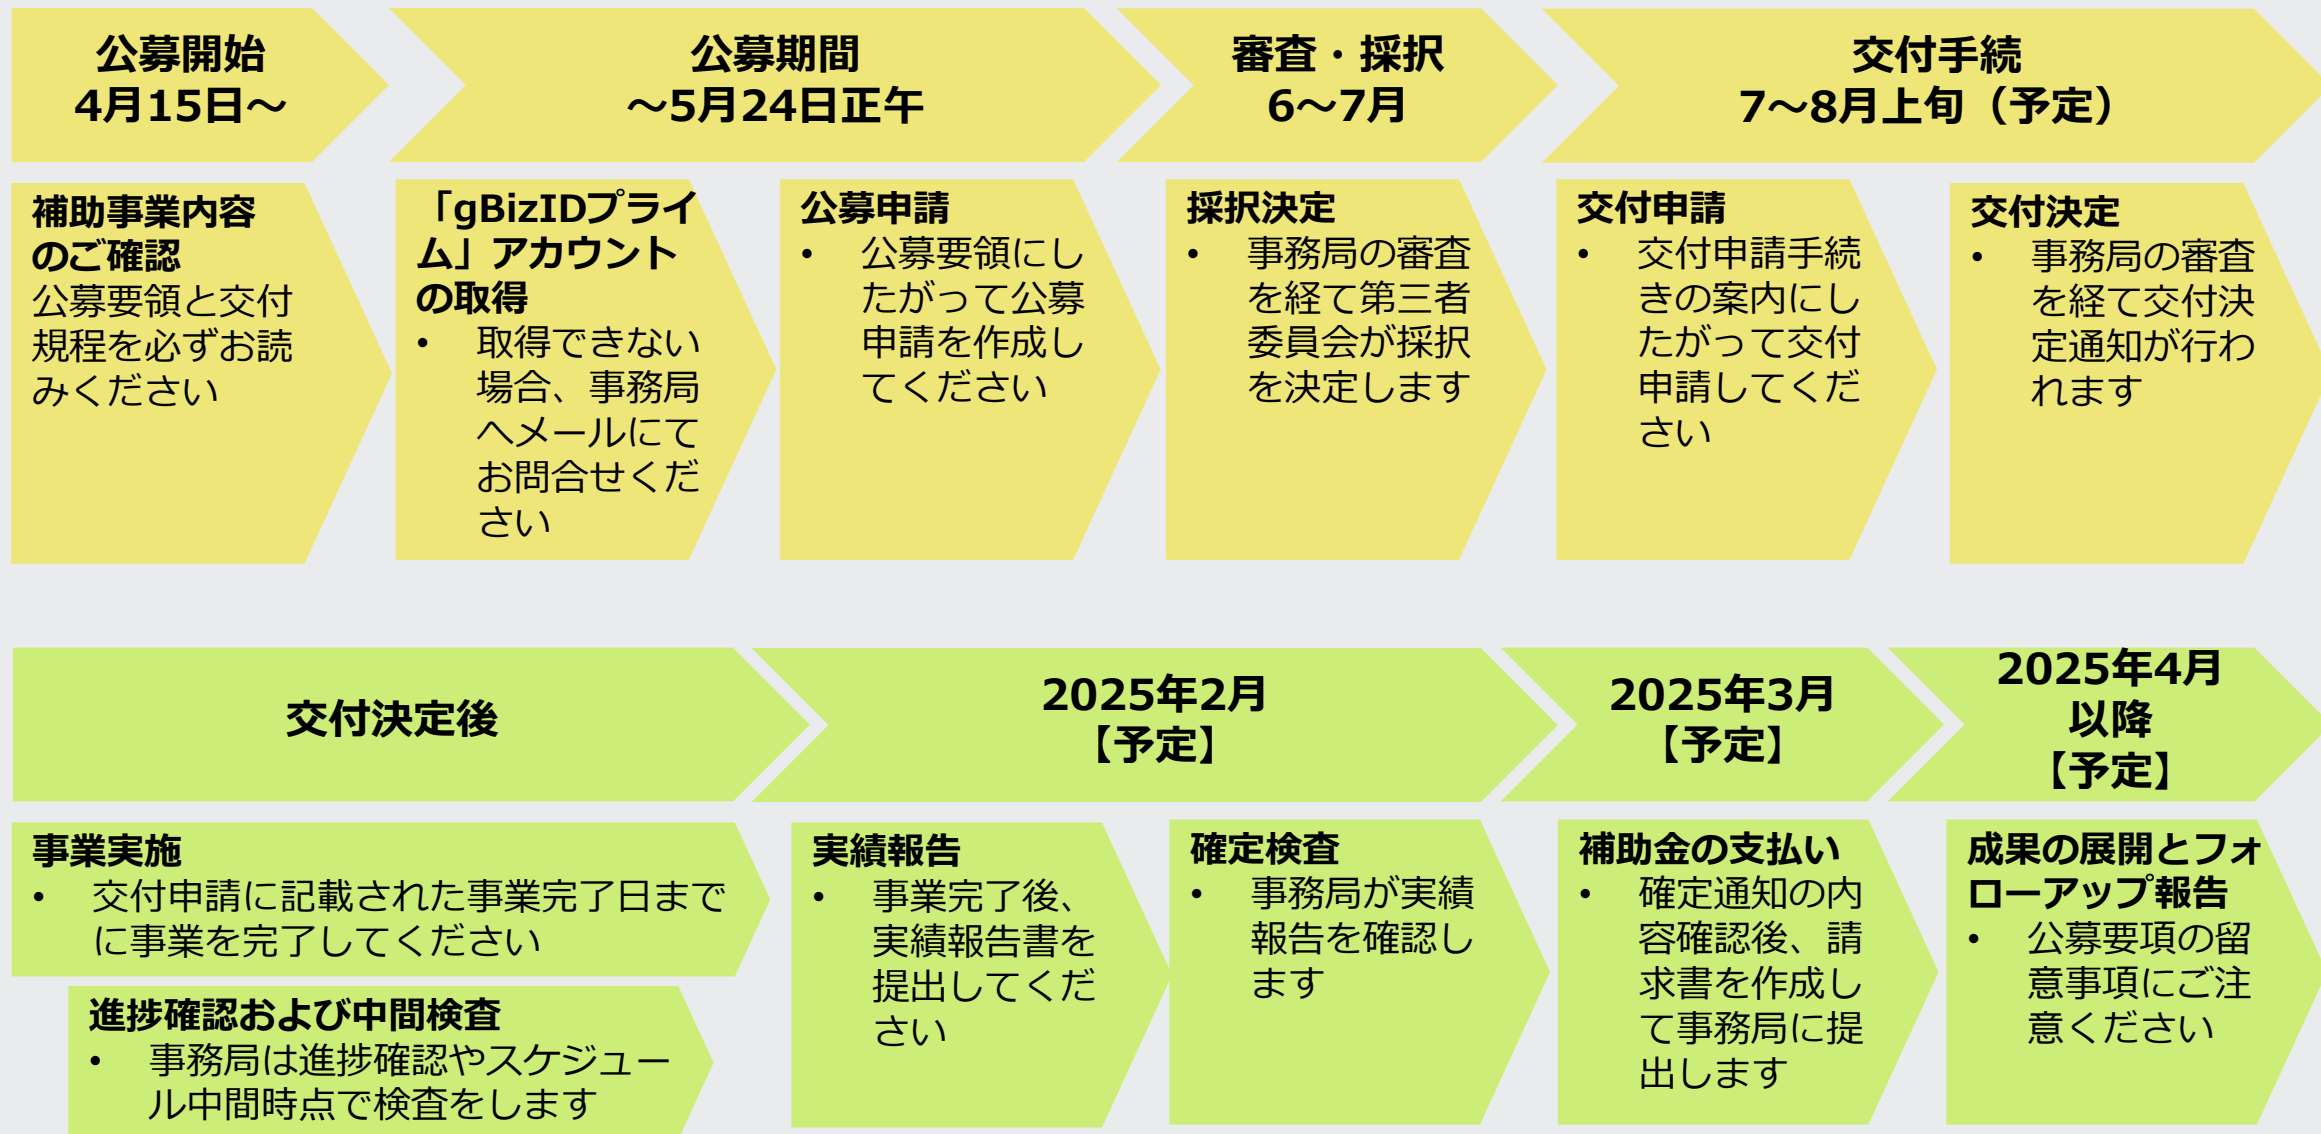 公募開始
4月15日～
公募期間
～5月24日正午
審査・採択
6～7月
交付手続
7～8月上旬（予定）
補助事業内容
のご確認
公募要領と交付
規程を必ずお読
みください
「gBizIDプライ
ム」アカウント
の取得
• 取得できない
場合、事務局
へメールにて
お問合せくだ
さい
公募申請
• 公募要領にし
たがって公募
申請を作成し
てください
採択決定
• 事務局の審査
を経て第三者
委員会が採択
を決定します
交付申請
• 交付申請手続
きの案内にし
たがって交付
申請してくだ
さい
交付決定
• 事務局の審査
を経て交付決
定通知が行わ
れます
交付決定後
2025年2月
【予定】
2025年3月
【予定】
2025年4月
以降
【予定】
事業実施
• 交付申請に記載された事業完了日まで
に事業を完了してください
進捗確認および中間検査
• 事務局は進捗確認やスケジュー
ル中間時点で検査をします
実績報告
• 事業完了後、
実績報告書を
提出してくだ
さい
確定検査
• 事務局が実績
報告を確認し
ます
補助金の支払い
• 確定通知の内
容確認後、請
求書を作成し
て事務局に提
出します
成果の展開とフォ
ローアップ報告
• 公募要項の留
意事項にご注
意ください